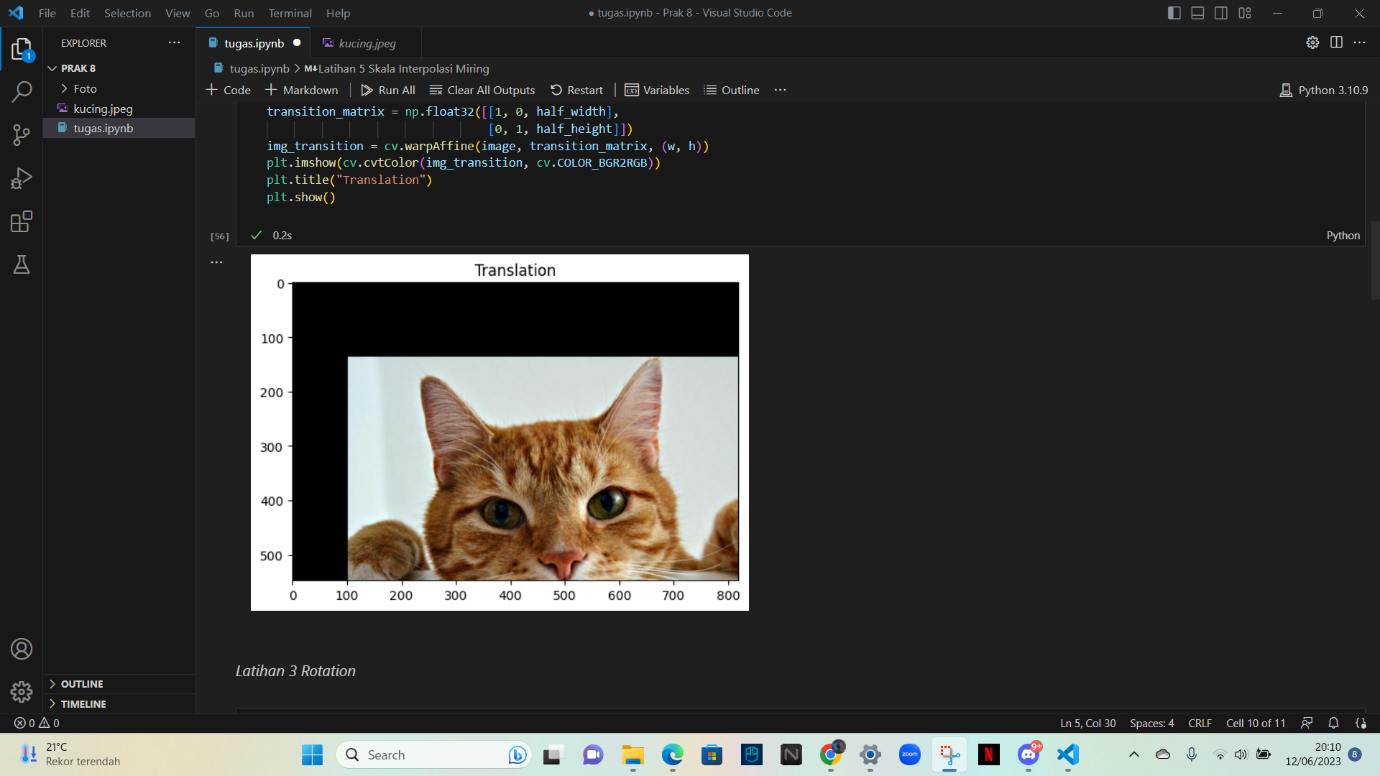 File Edit Selection View Go Run Terminal Help
● tugas.ipynb - Prak 8 - Visual Studio Code
EXPLORER
tugas.ipynb ●
kucing.jpeg
PRAK 8
Foto
kucing.jpeg
tugas.ipynb
1
tugas.ipynb > M↓Latihan 5 Skala Interpolasi Miring
+ Code + Markdown Run All Clear All Outputs Restart Variables Outline ...
Python 3.10.9
transition_matrix = np.float32([[1, 0, half_width],
[0, 1, half_height]])
img_transition = cv.warpAffine(image, transition_matrix, (w, h))
plt.imshow(cv.cvtColor(img_transition, cv.COLOR_BGR2RGB))
plt.title("Translation")
plt.show()
[56] ✓ 0.2s
Python
Translation
0
100
200
300
400
500
0 100 200 300 400 500 600 700 800
Latihan 3 Rotation
OUTLINE
TIMELINE
0 0
Ln 5, Col 30 Spaces: 4 CRLF Cell 10 of 11
21°C
Rekor terendah
Search
N
zoom
N
9+
20:10
12/06/2023
8